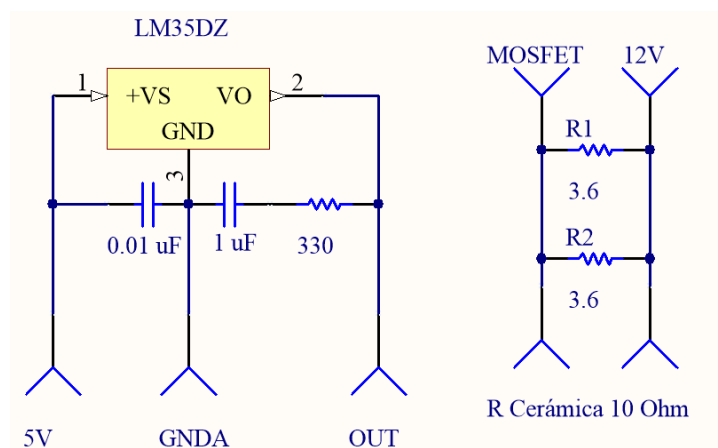 LM35DZ
1
+VS
VO
2
GND
3
0.01 uF
1 uF
330
5V
GNDA
OUT
MOSFET
12V
R1
3.6
R2
3.6
R Cerámica 10 Ohm